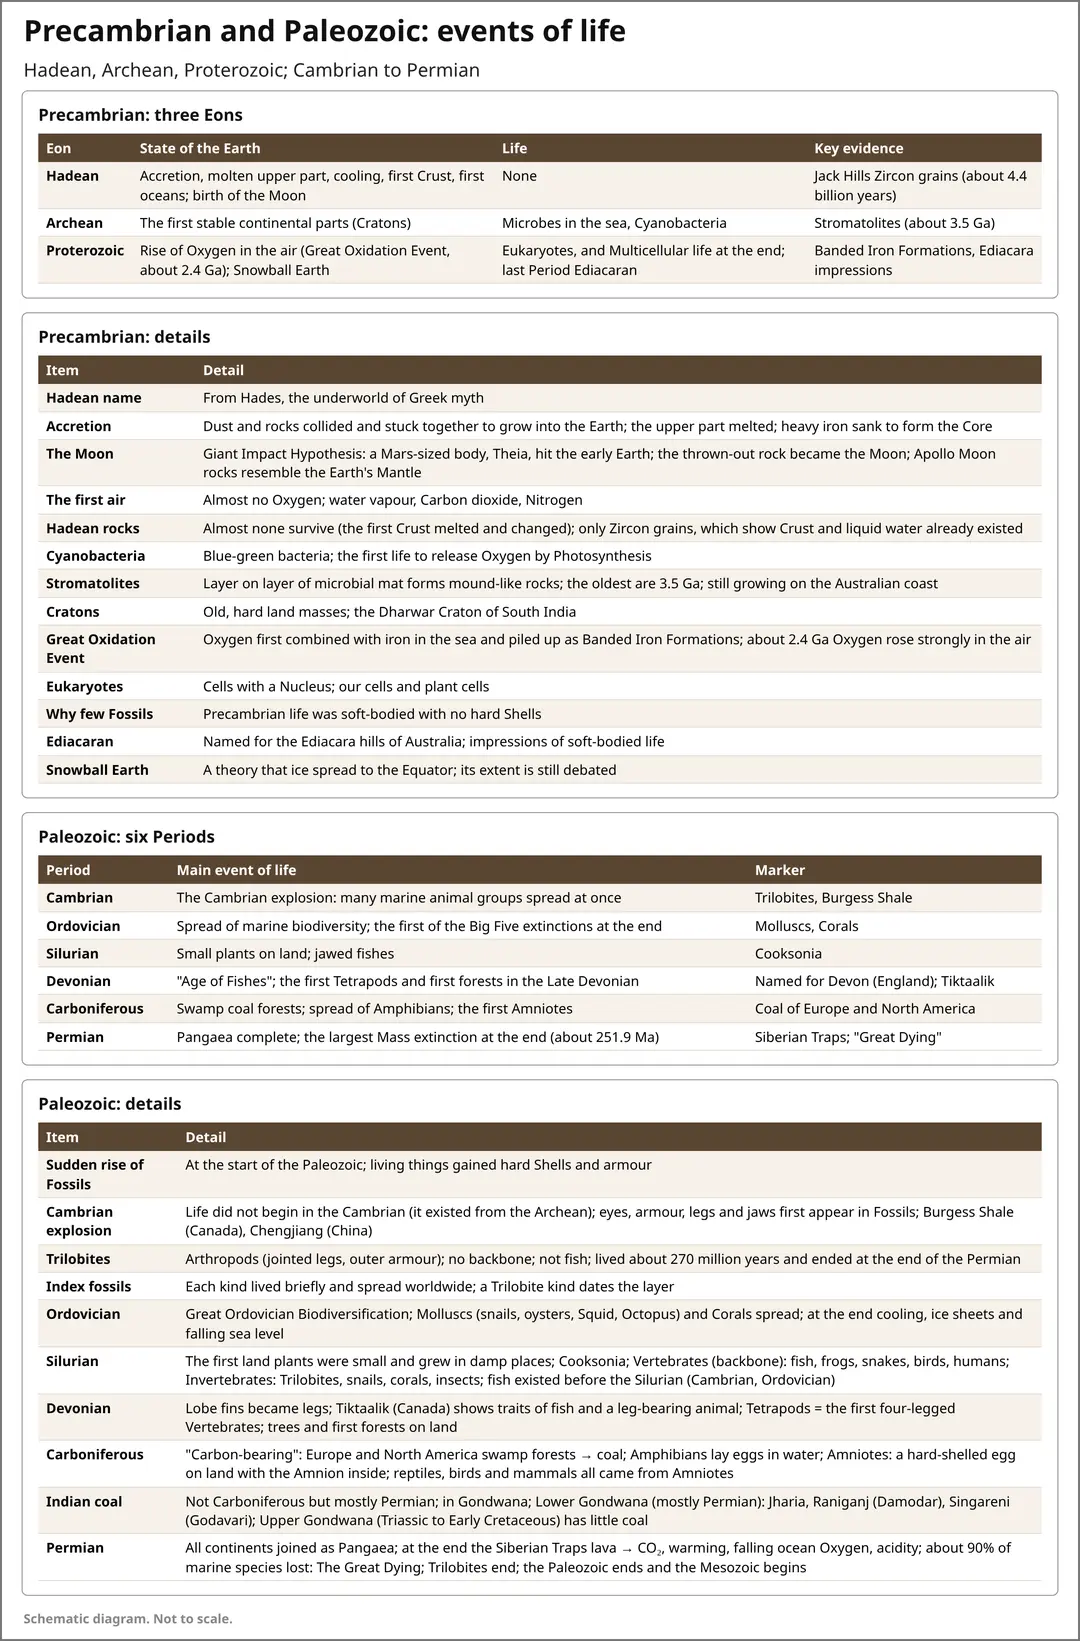 Precambrian and Paleozoic: events of life
Hadean, Archean, Proterozoic; Cambrian to Permian
Precambrian: three Eons
Eon State of the Earth Life Key evidence
Hadean Accretion, molten upper part, cooling, first Crust, first oceans; birth of the Moon None Jack Hills Zircon grains (about 4.4 billion years)
Archean The first stable continental parts (Cratons) Microbes in the sea, Cyanobacteria Stromatolites (about 3.5 Ga)
Proterozoic Rise of Oxygen in the air (Great Oxidation Event, about 2.4 Ga); Snowball Earth Eukaryotes, and Multicellular life at the end; last Period Ediacaran Banded Iron Formations, Ediacara impressions
Precambrian: details
Item Detail
Hadean name From Hades, the underworld of Greek myth
Accretion Dust and rocks collided and stuck together to grow into the Earth; the upper part melted; heavy iron sank to form the Core
The Moon Giant Impact Hypothesis: a Mars-sized body, Theia, hit the early Earth; the thrown-out rock became the Moon; Apollo Moon
rocks resemble the Earth's Mantle
The first air Almost no Oxygen; water vapour, Carbon dioxide, Nitrogen
Hadean rocks Almost none survive (the first Crust melted and changed); only Zircon grains, which show Crust and liquid water already existed
Cyanobacteria Blue-green bacteria; the first life to release Oxygen by Photosynthesis
Stromatolites Layer on layer of microbial mat forms mound-like rocks; the oldest are 3.5 Ga; still growing on the Australian coast
Cratons Old, hard land masses; the Dharwar Craton of South India
Great Oxidation Event Oxygen first combined with iron in the sea and piled up as Banded Iron Formations; about 2.4 Ga Oxygen rose strongly in the air
Eukaryotes Cells with a Nucleus; our cells and plant cells
Why few Fossils Precambrian life was soft-bodied with no hard Shells
Ediacaran Named for the Ediacara hills of Australia; impressions of soft-bodied life
Snowball Earth A theory that ice spread to the Equator; its extent is still debated
Paleozoic: six Periods
Period Main event of life Marker
Cambrian The Cambrian explosion: many marine animal groups spread at once Trilobites, Burgess Shale
Ordovician Spread of marine biodiversity; the first of the Big Five extinctions at the end Molluscs, Corals
Silurian Small plants on land; jawed fishes Cooksonia
Devonian "Age of Fishes"; the first Tetrapods and first forests in the Late Devonian Named for Devon (England); Tiktaalik
Carboniferous Swamp coal forests; spread of Amphibians; the first Amniotes Coal of Europe and North America
Permian Pangaea complete; the largest Mass extinction at the end (about 251.9 Ma) Siberian Traps; "Great Dying"
Paleozoic: details
Item Detail
Sudden rise of Fossils At the start of the Paleozoic; living things gained hard Shells and armour
Cambrian explosion Life did not begin in the Cambrian (it existed from the Archean); eyes, armour, legs and jaws first appear in Fossils; Burgess Shale
(Canada), Chengjiang (China)
Trilobites Arthropods (jointed legs, outer armour); no backbone; not fish; lived about 270 million years and ended at the end of the Permian
Index fossils Each kind lived briefly and spread worldwide; a Trilobite kind dates the layer
Ordovician Great Ordovician Biodiversification; Molluscs (snails, oysters, Squid, Octopus) and Corals spread; at the end cooling, ice sheets and
falling sea level
Silurian The first land plants were small and grew in damp places; Cooksonia; Vertebrates (backbone): fish, frogs, snakes, birds, humans;
Invertebrates: Trilobites, snails, corals, insects; fish existed before the Silurian (Cambrian, Ordovician)
Devonian Lobe fins became legs; Tiktaalik (Canada) shows traits of fish and a leg-bearing animal; Tetrapods = the first four-legged
Vertebrates; trees and first forests on land
Carboniferous "Carbon-bearing": Europe and North America swamp forests → coal; Amphibians lay eggs in water; Amniotes: a hard-shelled egg
on land with the Amnion inside; reptiles, birds and mammals all came from Amniotes
Indian coal Not Carboniferous but mostly Permian; in Gondwana; Lower Gondwana (mostly Permian): Jharia, Raniganj (Damodar), Singareni
(Godavari); Upper Gondwana (Triassic to Early Cretaceous) has little coal
Permian All continents joined as Pangaea; at the end the Siberian Traps lava → CO₂, warming, falling ocean Oxygen, acidity; about 90% of
marine species lost: The Great Dying; Trilobites end; the Paleozoic ends and the Mesozoic begins
Schematic diagram. Not to scale.